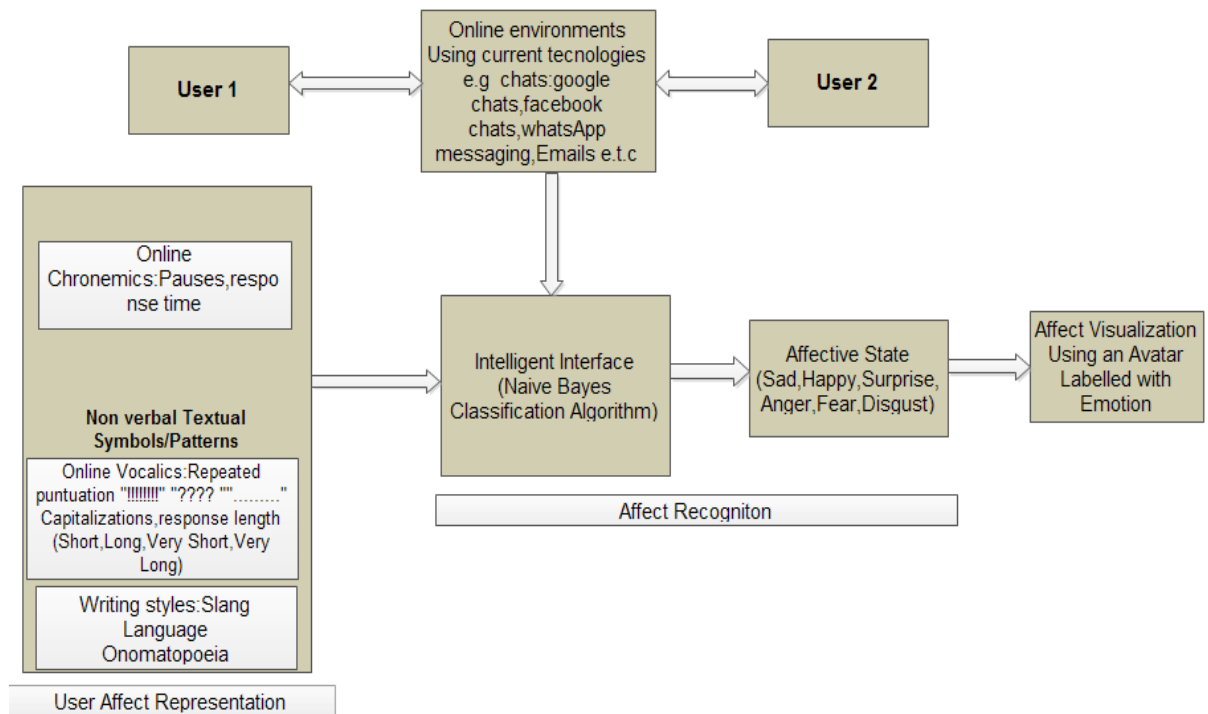 User 1
Online environments
Using current tecnologies
e.g chats:google
chats,facebook
chats,whatsApp
messaging,Emails e.t.c
User 2
Online
Chronemics:Pauses,respo
nse time
Non verbal Textual
Symbols/Patterns
Online Vocalics:Repeated
puntuation "!!!!!!!!!" "???? ""........."
Capitalizations,response length
(Short,Long,Very Short,Very
Long)
Writing styles:Slang
Language
Onomatopoeia
User Affect Representation
Intelligent Interface
(Naive Bayes
Classification Algorithm)
Affective State
(Sad,Happy,Surprise,
Anger,Fear,Disgust)
Affect Visualization
Using an Avatar
Labelled with
Emotion
Affect Recogniton